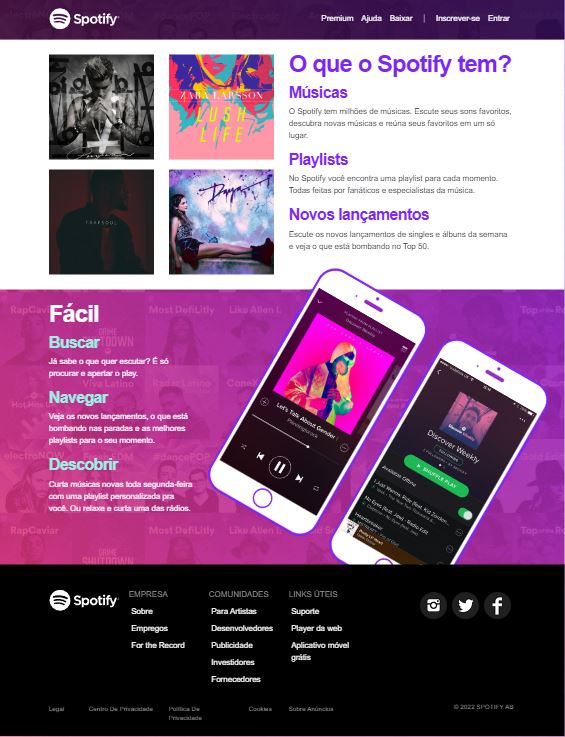 Spotify
Premium Ajuda Baixar | Inscrever-se Entrar
ZARA LARSSON
LUSH
LIFE
TRAPSOUL
Daya
O que o Spotify tem?
Músicas
O Spotify tem milhões de músicas. Escute seus sons favoritos,
descubra novas músicas e reúna seus favoritos em um só
lugar.
Playlists
No Spotify você encontra uma playlist para cada momento.
Todas feitas por fanáticos e especialistas da música.
Novos lançamentos
Escute os novos lançamentos de singles e álbuns da semana
e veja o que está bombando no Top 50.
RapCaviar
Most DefiLitly
Like Allen I.
Fácil
Buscar
Já sabe o que quer escutar? É só
procurar e apertar o play.
Viva Latino
Navegar
Veja os novos lançamentos, o que está
bombando nas paradas e as melhores
playlists para o seu momento.
Descobrir
Curta músicas novas toda segunda-feira
com uma playlist personalizada pra
você. Ou relaxe e curta uma das rádios.
Let's Talk About Gender
Discover Weekly
SHUFFLE PLAY
Available Offline
RapCaviar
Most DefiLitly
Like Allen I.
GRIME
SHUTDOWN
Spotify
EMPRESA
Sobre
Empregos
For the Record
COMUNIDADES
Para Artistas
Desenvolvedores
Publicidade
Investidores
Fornecedores
LINKS ÚTEIS
Suporte
Player da web
Aplicativo móvel
grátis
Legal
Centro De Privacidade
Política De
Privacidade
Cookies
Sobre Anúncios
© 2022 SPOTIFY AB